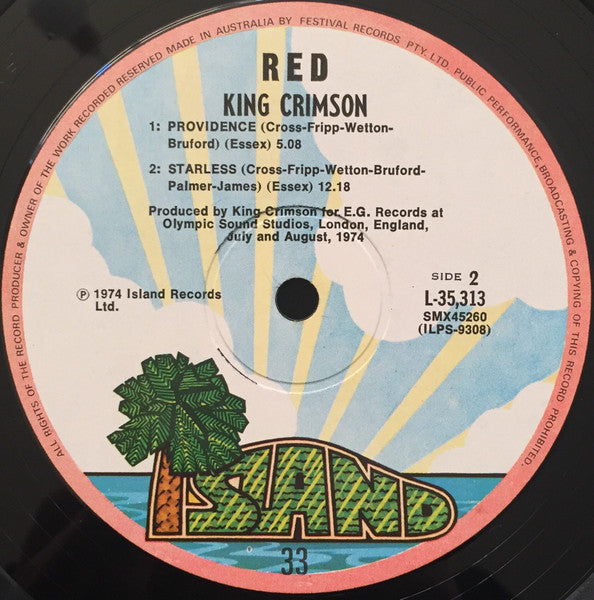 ALL RIGHTS OF THE RECORD PRODUCER & OWNER OF THE WORK RECORDED RESERVED MADE IN AUSTRALIA BY FESTIVAL RECORDS PTY. LTD. PUBLIC PERFORMANCE, BROADCASTING & COPYING OF THIS RECORD PROHIBITED.
RED
KING CRIMSON
1: PROVIDENCE (Cross-Fripp-Wetton-
Bruford) (Essex) 5.08
2: STARLESS (Cross-Fripp-Wetton-Bruford-
Palmer-James) (Essex) 12.18
Produced by King Crimson for E.G. Records at
Olympic Sound Studios, London, England,
July and August, 1974
SIDE 2
L-35,313
SMX45260
(ILPS-9308)
℗ 1974 Island Records
Ltd.
ISLAND
33